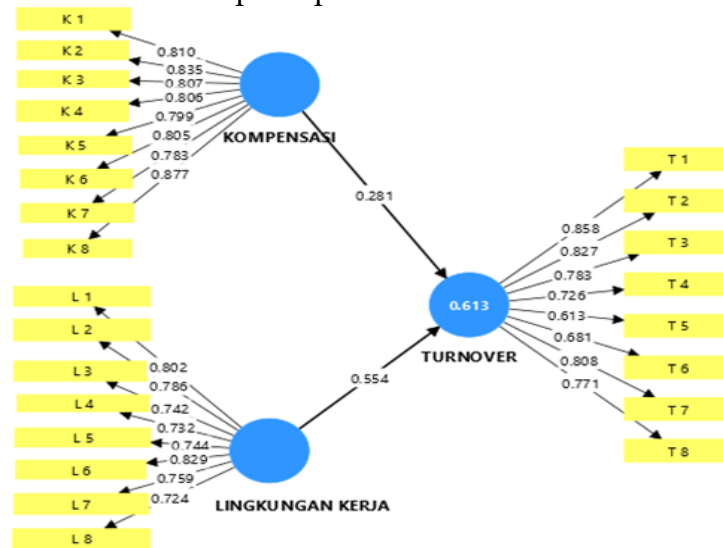 K 1
K 2
K 3
K 4
K 5
K 6
K 7
K 8
0.810
0.835
0.807
0.806
0.799
0.805
0.783
0.877
KOMPENSASI
0.281
L 1
L 2
L 3
L 4
L 5
L 6
L 7
L 8
0.802
0.786
0.742
0.732
0.744
0.829
0.759
0.724
LINGKUNGAN KERJA
0.554
0.613
TURNOVER
0.858
0.827
0.783
0.726
0.613
0.681
0.808
0.771
T 1
T 2
T 3
T 4
T 5
T 6
T 7
T 8